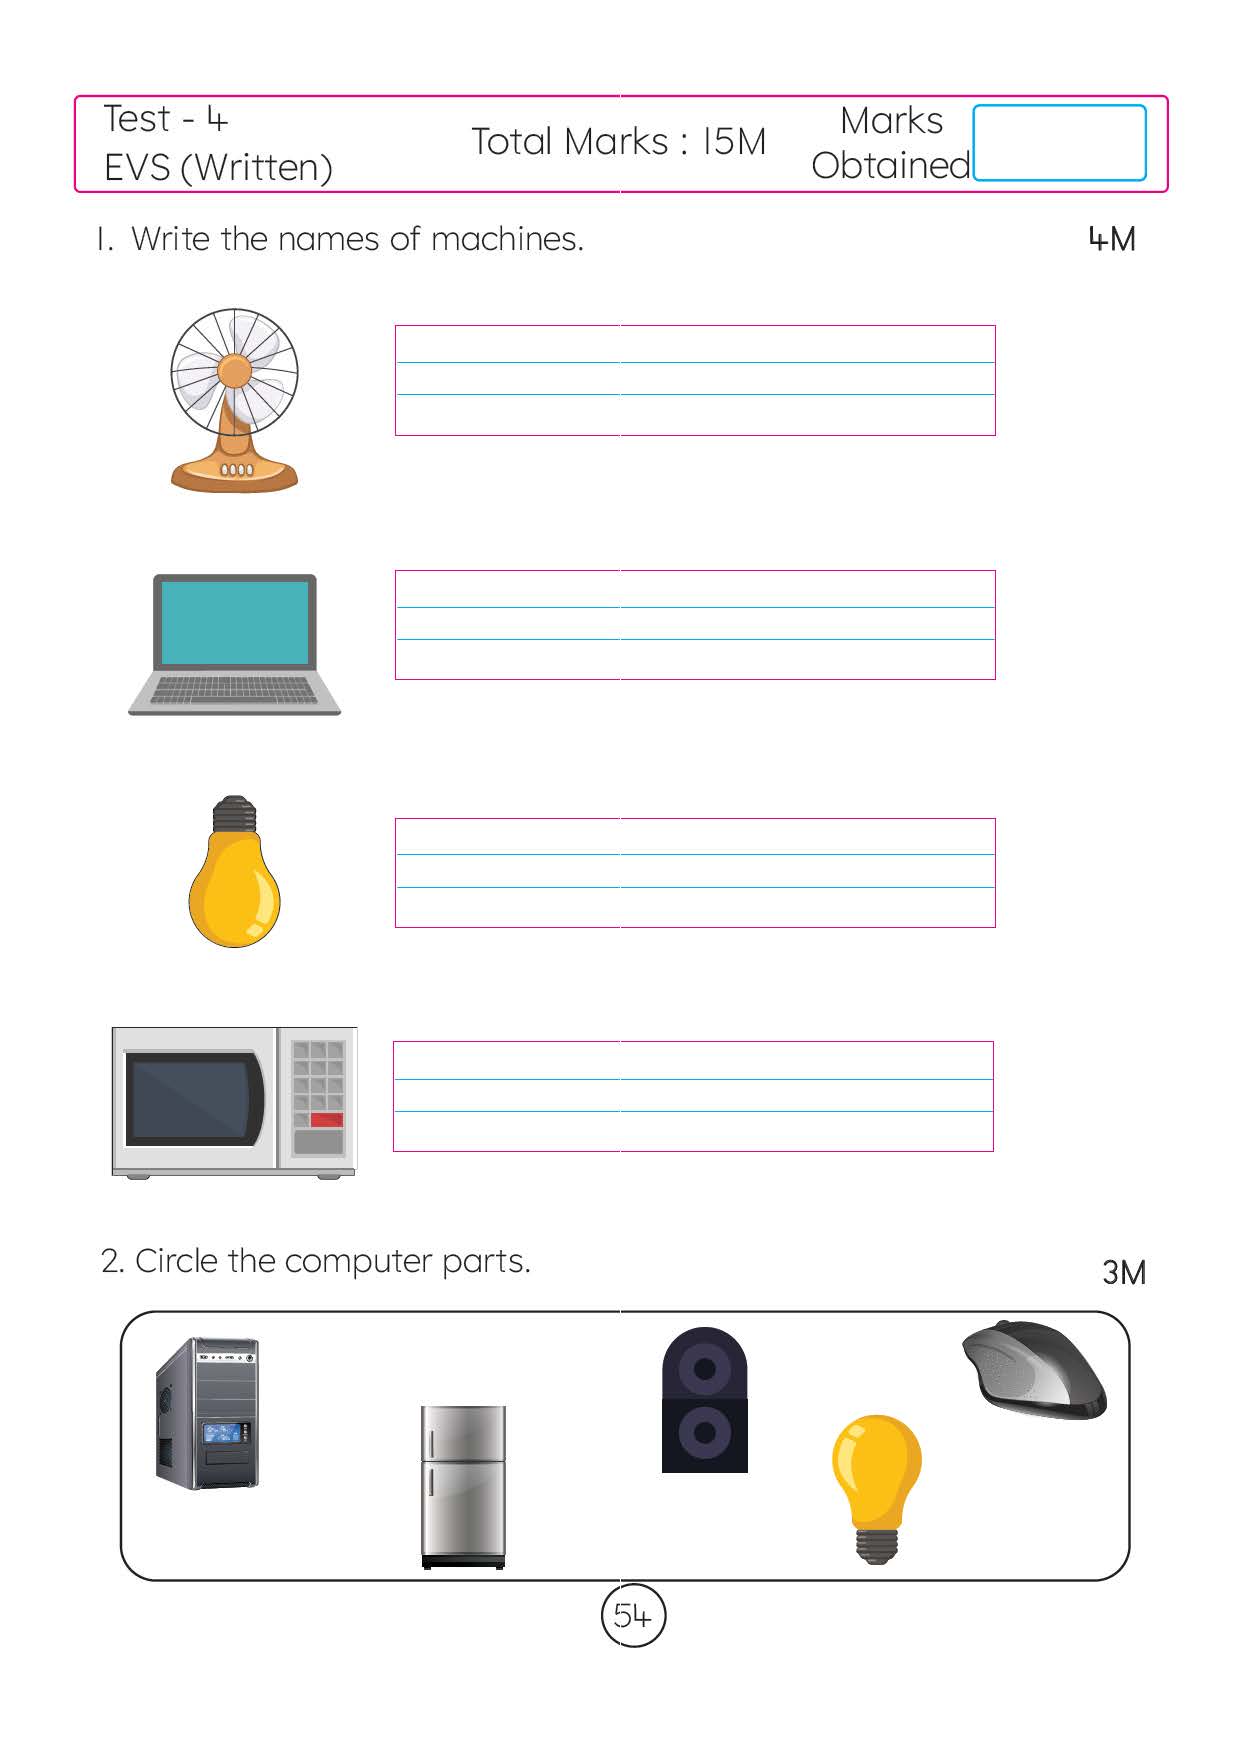 Test - 4
EVS (Written)
Total Marks : 15M
Marks
Obtained
1. Write the names of machines.
4M
2. Circle the computer parts.
3M
54